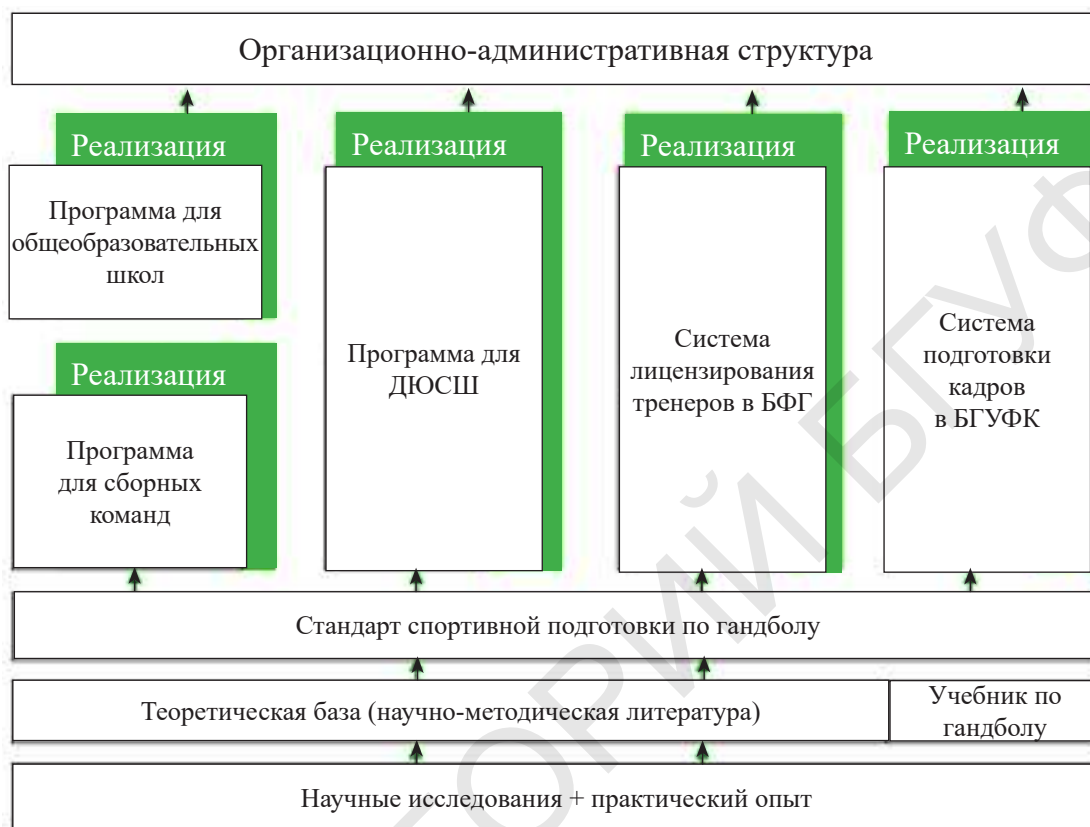 Организационно-административная структура
Реализация
Программа для
общеобразовательных
школ
Реализация
Программа
для сборных
команд
Реализация
Программа для
ДЮСШ
Реализация
Система
лицензирования
тренеров в БФГ
Реализация
Система
подготовки
кадров
в БГУФК
Стандарт спортивной подготовки по гандболу
Теоретическая база (научно-методическая литература)
Учебник по
гандболу
Научные исследования + практический опыт